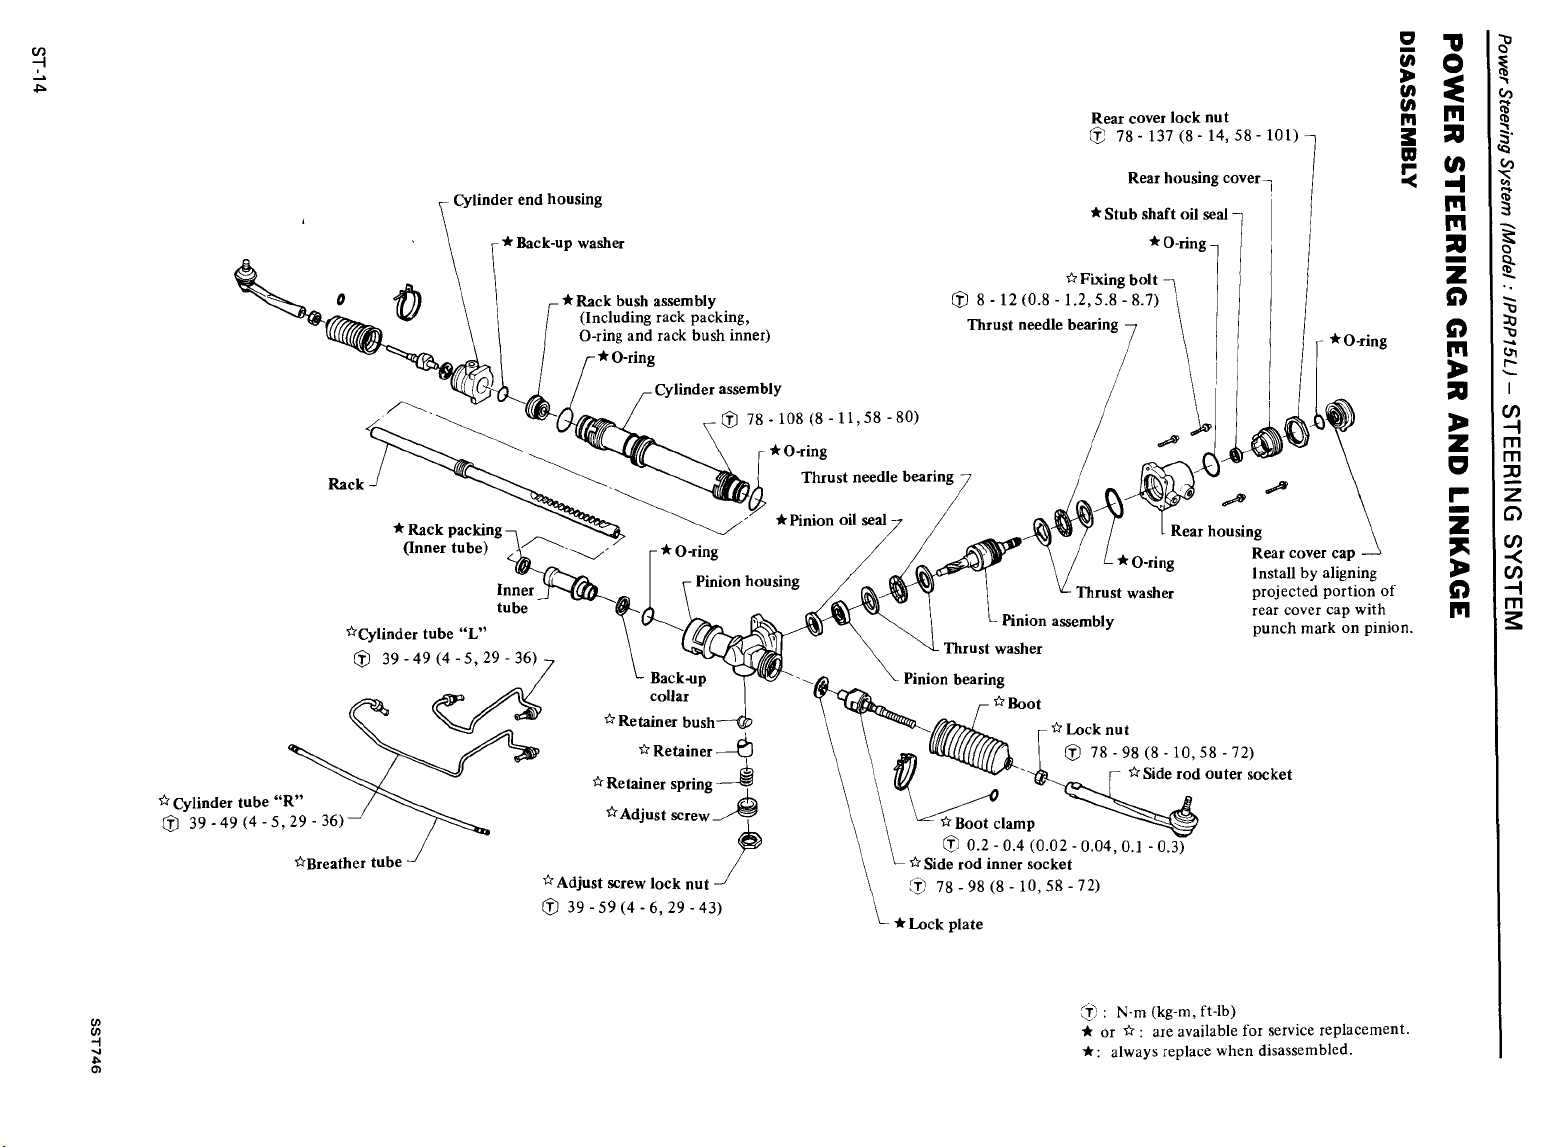 Power Steering System (Model : IPRP15L) – STEERING SYSTEM
POWER STEERING GEAR AND LINKAGE
DISASSEMBLY
Rear cover lock nut
Ⓣ 78 - 137 (8 - 14, 58 - 101)
Rear housing cover
★ Stub shaft oil seal
★ O-ring
☆ Fixing bolt
Ⓣ 8 - 12 (0.8 - 1.2, 5.8 - 8.7)
Thrust needle bearing
★ O-ring
Cylinder end housing
★ Back-up washer
★ Rack bush assembly
(Including rack packing,
O-ring and rack bush inner)
★ O-ring
Cylinder assembly
Ⓣ 78 - 108 (8 - 11, 58 - 80)
★ O-ring
Thrust needle bearing
★ Pinion oil seal
Rack
★ Rack packing
(Inner tube)
★ O-ring
Pinion housing
Inner
tube
Rear housing
★ O-ring
Thrust washer
Pinion assembly
Thrust washer
Pinion bearing
Rear cover cap
Install by aligning
projected portion of
rear cover cap with
punch mark on pinion.
☆ Cylinder tube “L”
Ⓣ 39 - 49 (4 - 5, 29 - 36)
Back-up
collar
☆ Retainer bush
☆ Retainer
☆ Retainer spring
☆ Adjust screw
☆ Boot
☆ Lock nut
Ⓣ 78 - 98 (8 - 10, 58 - 72)
☆ Side rod outer socket
☆ Cylinder tube “R”
Ⓣ 39 - 49 (4 - 5, 29 - 36)
☆ Breather tube
☆ Adjust screw lock nut
Ⓣ 39 - 59 (4 - 6, 29 - 43)
☆ Boot clamp
Ⓣ 0.2 - 0.4 (0.02 - 0.04, 0.1 - 0.3)
☆ Side rod inner socket
Ⓣ 78 - 98 (8 - 10, 58 - 72)
★ Lock plate
Ⓣ : N·m (kg-m, ft-lb)
★ or ☆ : are available for service replacement.
★ : always replace when disassembled.
SST746
ST-14